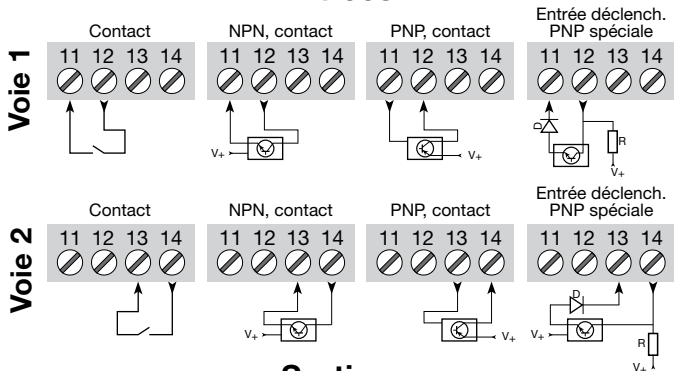 Contact
NPN, contact
PNP, contact
Entrée déclench.
PNP spéciale
Voie 1
11 12 13 14
11 12 13 14
11 12 13 14
11 12 13 14
V+
V+
D
R
V+
Contact
NPN, contact
PNP, contact
Entrée déclench.
PNP spéciale
Voie 2
11 12 13 14
11 12 13 14
11 12 13 14
11 12 13 14
V+
V+
D
V+
R
V+